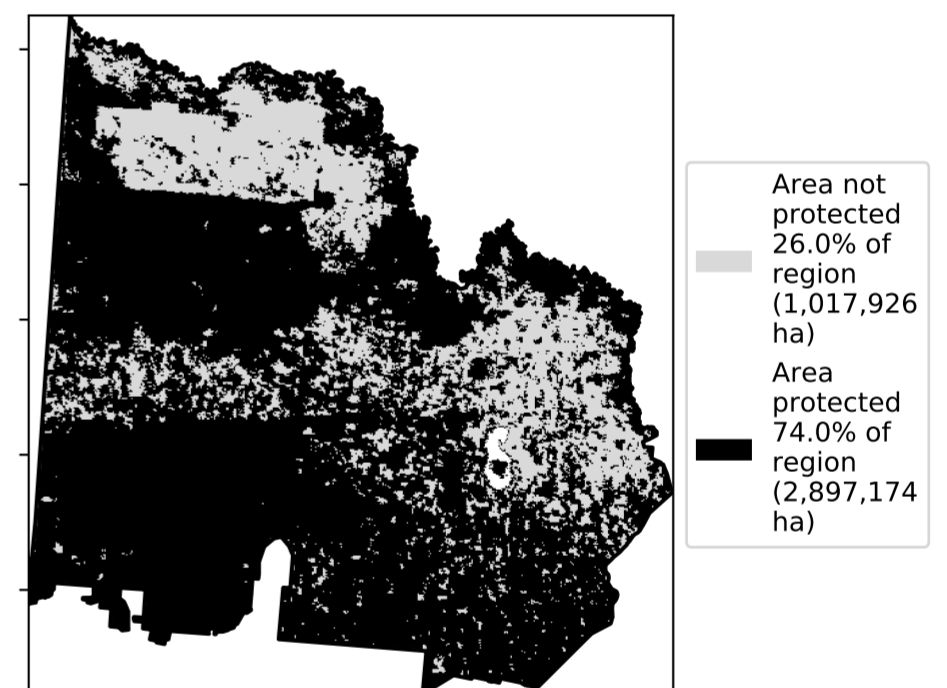 Area not
protected
26.0% of
region
(1,017,926
ha)
Area
protected
74.0% of
region
(2,897,174
ha)